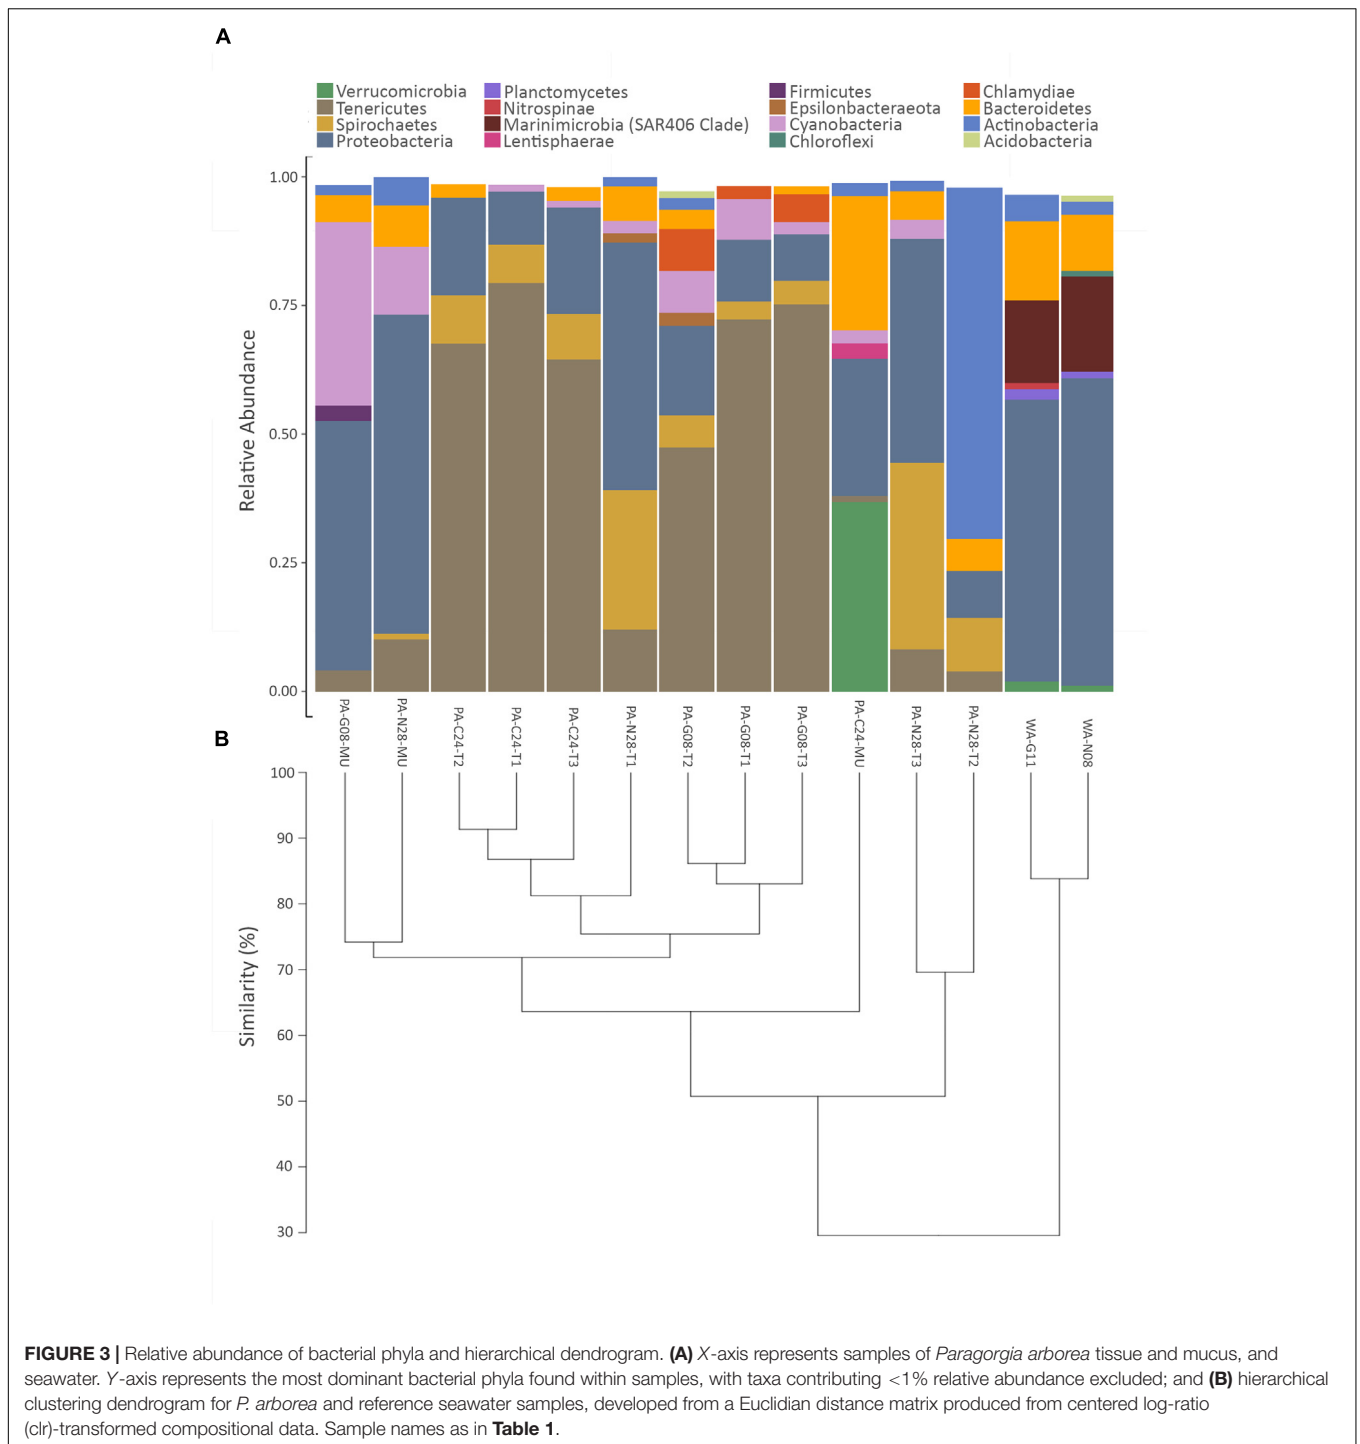 A
Verrucomicrobia Planctomycetes Firmicutes Chlamydiae
Tenericutes Nitrospinae Epsilonbacteraeota Bacteroidetes
Spirochaetes Marinimicrobia (SAR406 Clade) Cyanobacteria Actinobacteria
Proteobacteria Lentisphaerae Chloroflexi Acidobacteria
1.00
0.75
0.50
0.25
0.00
Relative Abundance
PA-G08-MU
PA-N28-MU
PA-C24-T2
PA-C24-T1
PA-C24-T3
PA-N28-T1
PA-G08-T2
PA-G08-T1
PA-G08-T3
PA-C24-MU
PA-N28-T3
PA-N28-T2
WA-G11
WA-N08
B
100
90
80
70
60
50
40
30
Similarity (%)
FIGURE 3 | Relative abundance of bacterial phyla and hierarchical dendrogram. (A) X-axis represents samples of Paragorgia arborea tissue and mucus, and
seawater. Y-axis represents the most dominant bacterial phyla found within samples, with taxa contributing <1% relative abundance excluded; and (B) hierarchical
clustering dendrogram for P. arborea and reference seawater samples, developed from a Euclidian distance matrix produced from centered log-ratio
(clr)-transformed compositional data. Sample names as in Table 1.